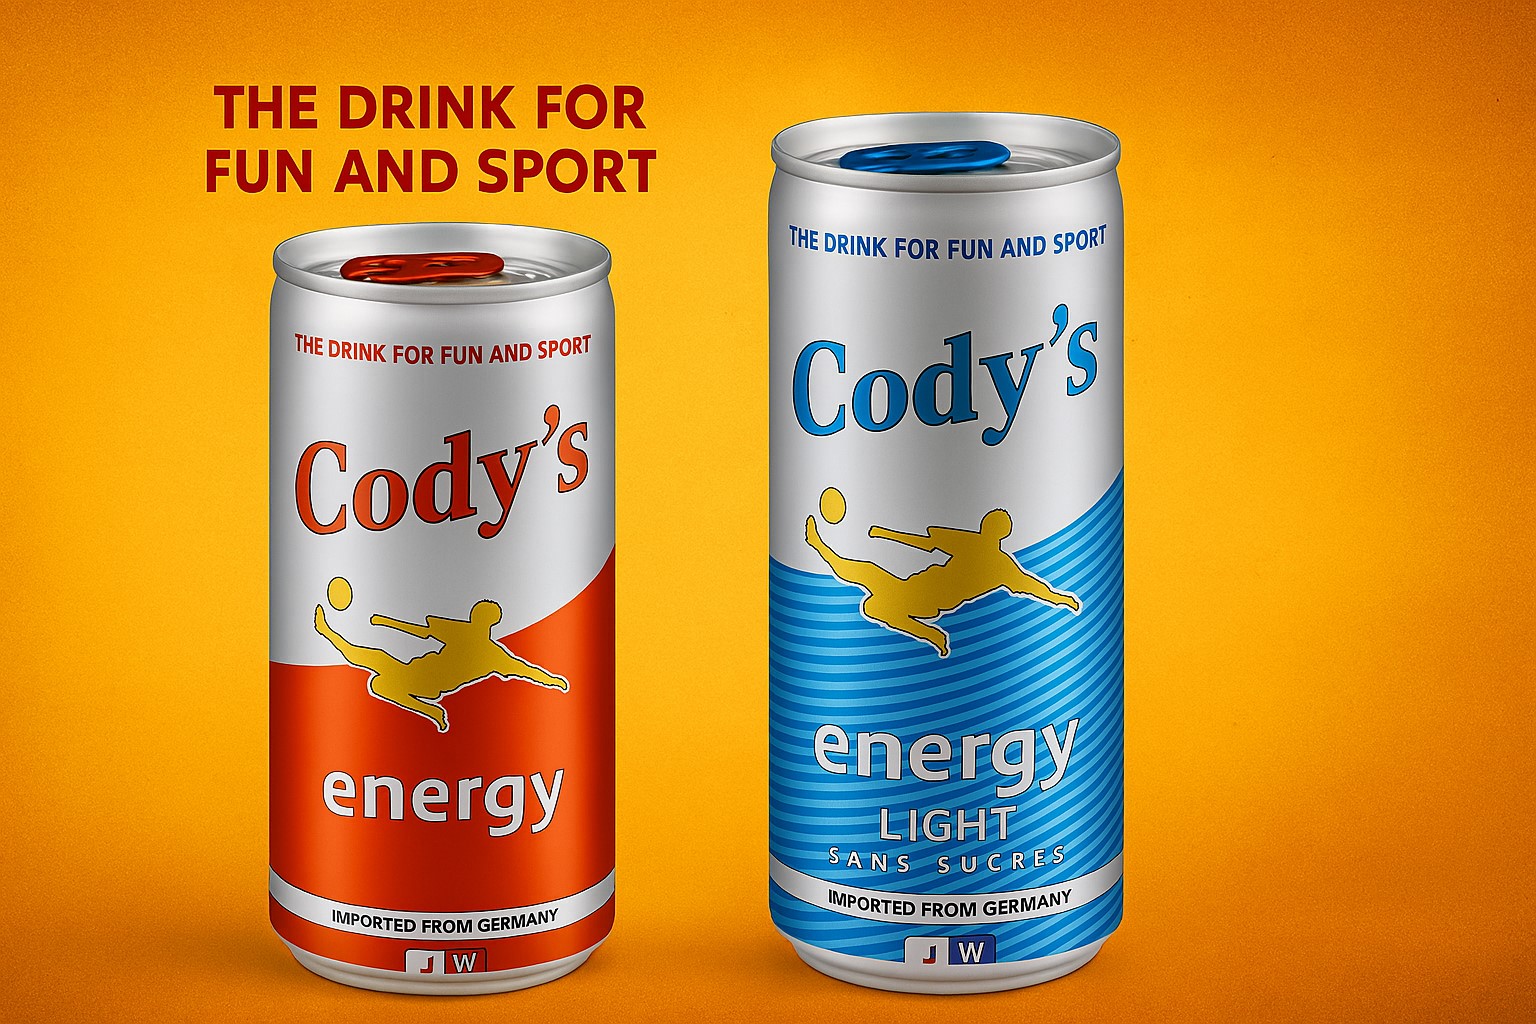 THE DRINK FOR
FUN AND SPORT
THE DRINK FOR FUN AND SPORT
Cody's
energy
IMPORTED FROM GERMANY
J W
THE DRINK FOR FUN AND SPORT
Cody's
energy
LIGHT
SANS SUCRES
IMPORTED FROM GERMANY
J W